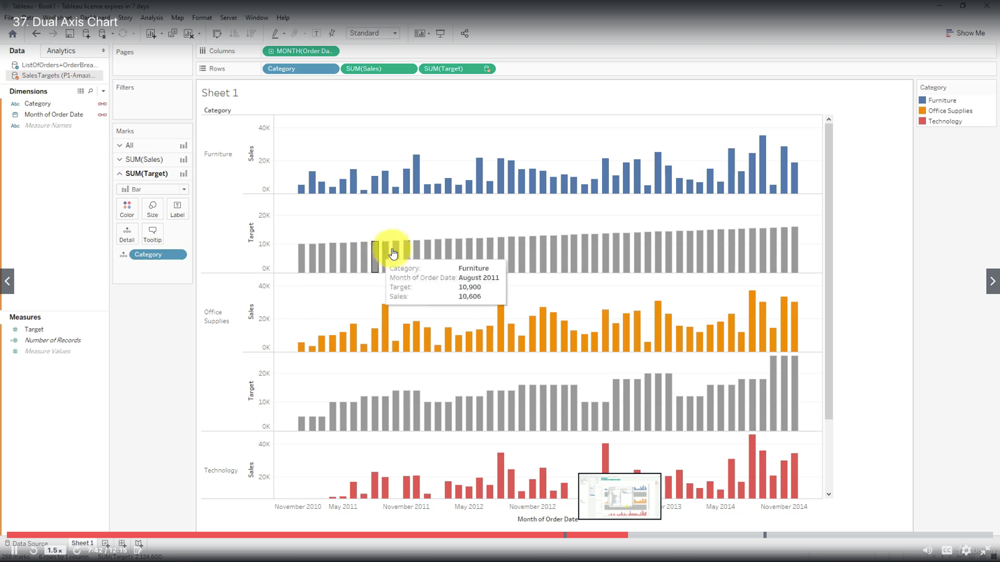 Tableau - Book1 - Tableau license expires in 7 days
File Data Worksheet Dashboard Story Analysis Map Format Server Window Help
37. Dual Axis Chart
Standard
Show Me
Data Analytics
ListOfOrders+OrderBrea...
SalesTargets (P1-Amazi...
Dimensions
Abc Category
Month of Order Date
Abc Measure Names
Measures
Target
Number of Records
Measure Values
Pages
Filters
Marks
All
SUM(Sales)
SUM(Target)
Bar
Color Size Label
Detail Tooltip
Category
Columns MONTH(Order Da..
Rows Category SUM(Sales) SUM(Target)
Sheet 1
Category
Furniture
Sales
40K
20K
0K
Target
20K
10K
0K
Category: Furniture
Month of Order Date: August 2011
Target: 10,900
Sales: 10,606
Office
Supplies
Sales
40K
20K
0K
Target
20K
10K
0K
Technology
Sales
40K
20K
November 2010 May 2011 November 2011 May 2012 November 2012 2013 May 2014 November 2014
Month of Order Date
Category
Furniture
Office Supplies
Technology
Data Source Sheet 1
1.5x 7:42 / 12:15
288 marks 6 rows by 1 column SUM(Target): 2,124,600